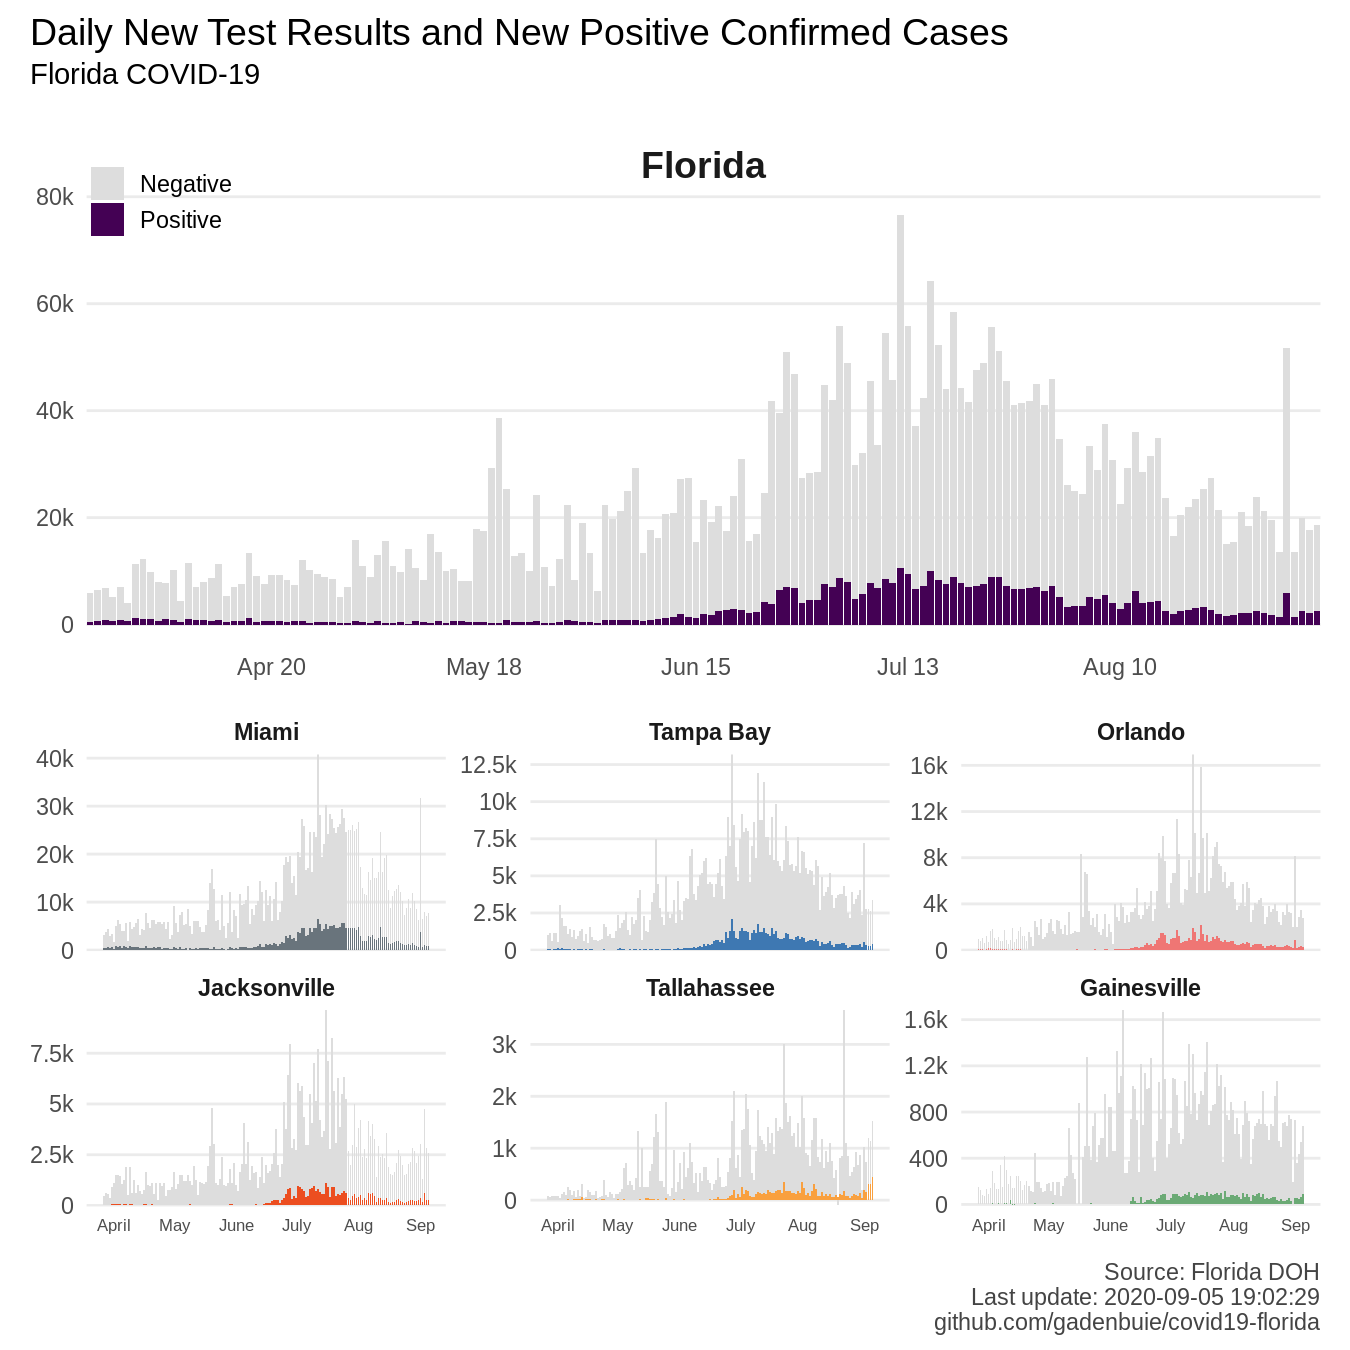 Daily New Test Results and New Positive Confirmed Cases
Florida COVID-19
Florida
Negative
Positive
80k
60k
40k
20k
0
Apr 20 May 18 Jun 15 Jul 13 Aug 10
Miami
40k
30k
20k
10k
0
Tampa Bay
12.5k
10k
7.5k
5k
2.5k
0
Orlando
16k
12k
8k
4k
0
Jacksonville
7.5k
5k
2.5k
0
April May June July Aug Sep
Tallahassee
3k
2k
1k
0
April May June July Aug Sep
Gainesville
1.6k
1.2k
800
400
0
April May June July Aug Sep
Source: Florida DOH
Last update: 2020-09-05 19:02:29
github.com/gadenbuie/covid19-florida